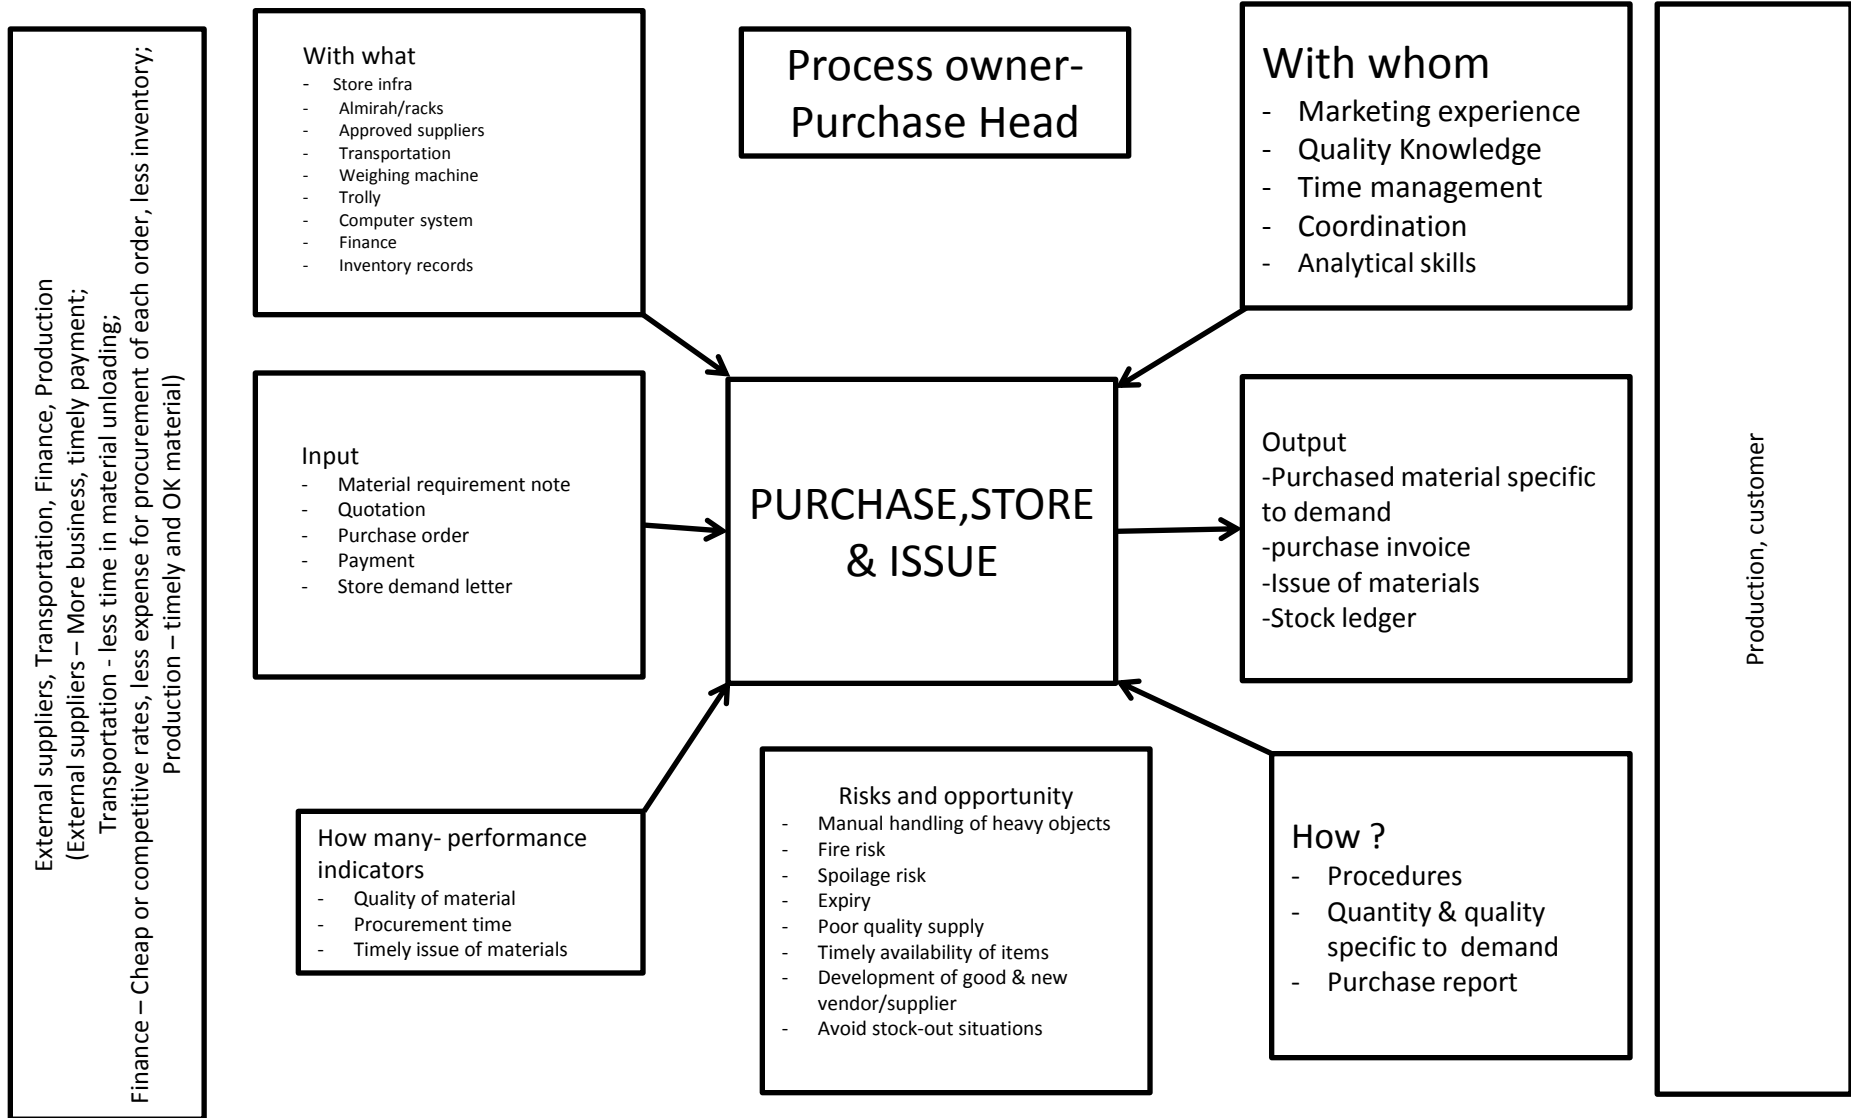 External suppliers, Transportation, Finance, Production
(External suppliers – More business, timely payment;
Transportation - less time in material unloading;
Finance – Cheap or competitive rates, less expense for procurement of each order, less inventory;
Production – timely and OK material)
With what
- Store infra
- Almirah/racks
- Approved suppliers
- Transportation
- Weighing machine
- Trolly
- Computer system
- Finance
- Inventory records
Process owner-
Purchase Head
With whom
- Marketing experience
- Quality Knowledge
- Time management
- Coordination
- Analytical skills
Input
- Material requirement note
- Quotation
- Purchase order
- Payment
- Store demand letter
PURCHASE,STORE
& ISSUE
Output
-Purchased material specific
to demand
-purchase invoice
-Issue of materials
-Stock ledger
How many- performance
indicators
- Quality of material
- Procurement time
- Timely issue of materials
Risks and opportunity
- Manual handling of heavy objects
- Fire risk
- Spoilage risk
- Expiry
- Poor quality supply
- Timely availability of items
- Development of good & new
vendor/supplier
- Avoid stock-out situations
How ?
- Procedures
- Quantity & quality
specific to demand
- Purchase report
Production, customer